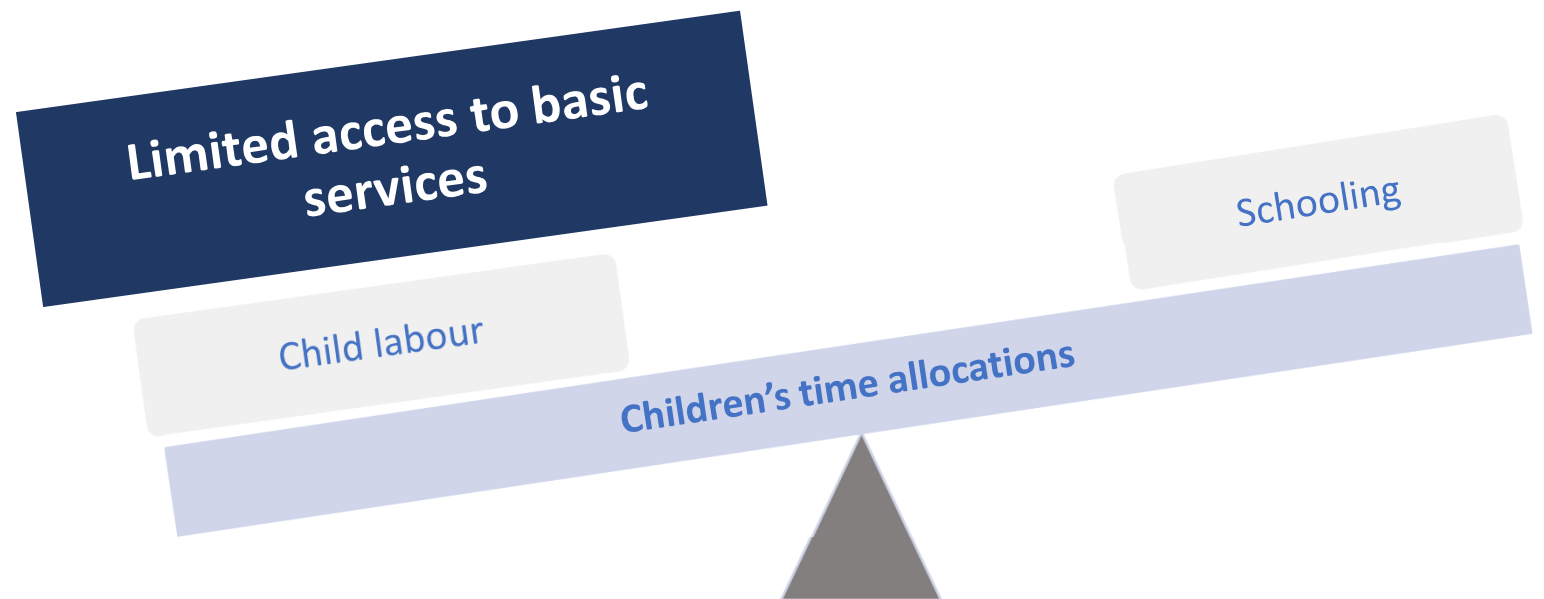 Limited access to basic
services
Schooling
Child labour
Children’s time allocations